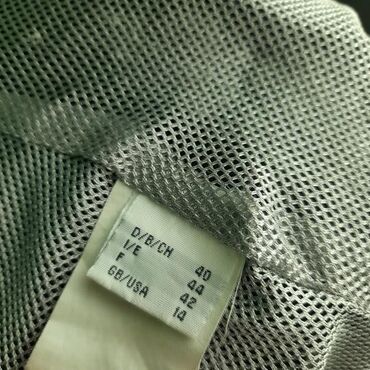 D/B/CH 40
I/E 44
F 42
GB/USA 14